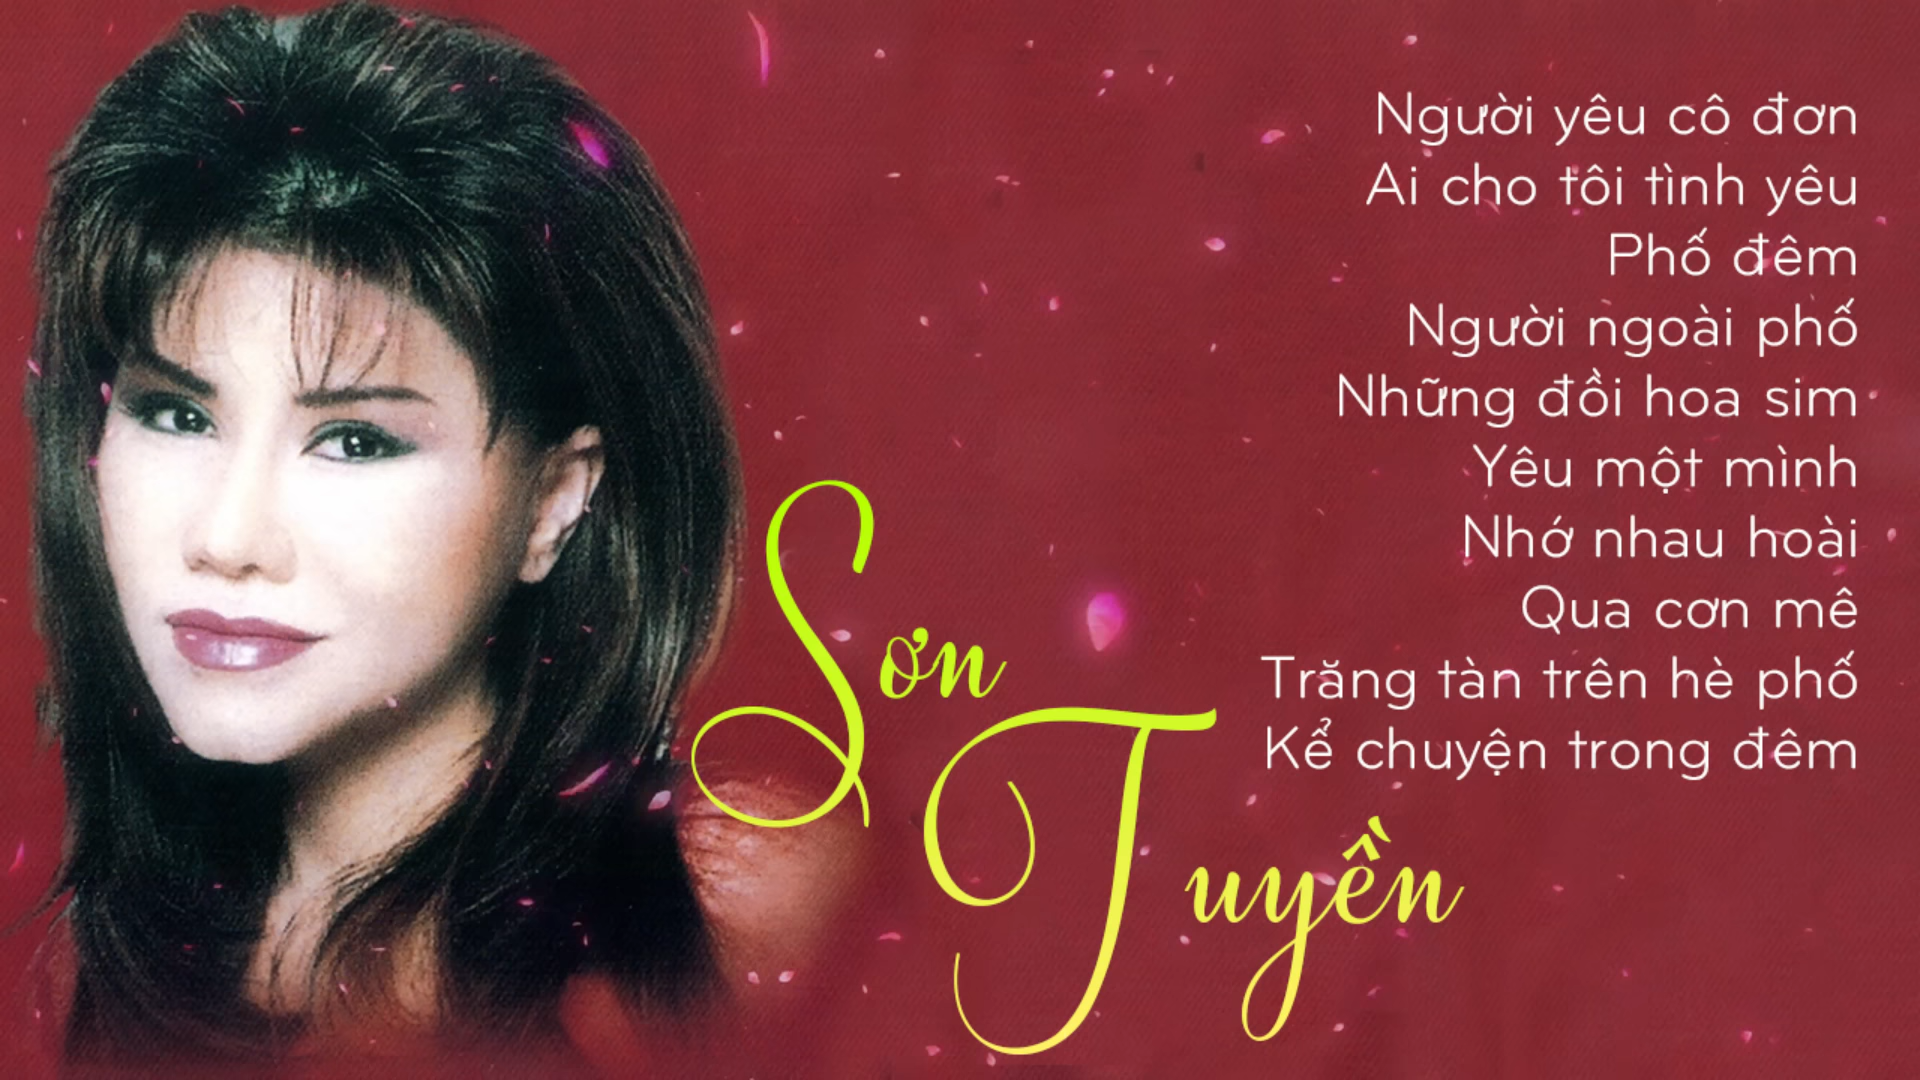 Người yêu cô đơn
Ai cho tôi tình yêu
Phố đêm
Người ngoài phố
Những đồi hoa sim
Yêu một mình
Nhớ nhau hoài
Qua cơn mê
Trăng tàn trên hè phố
Kể chuyện trong đêm
Sơn
Tuyền